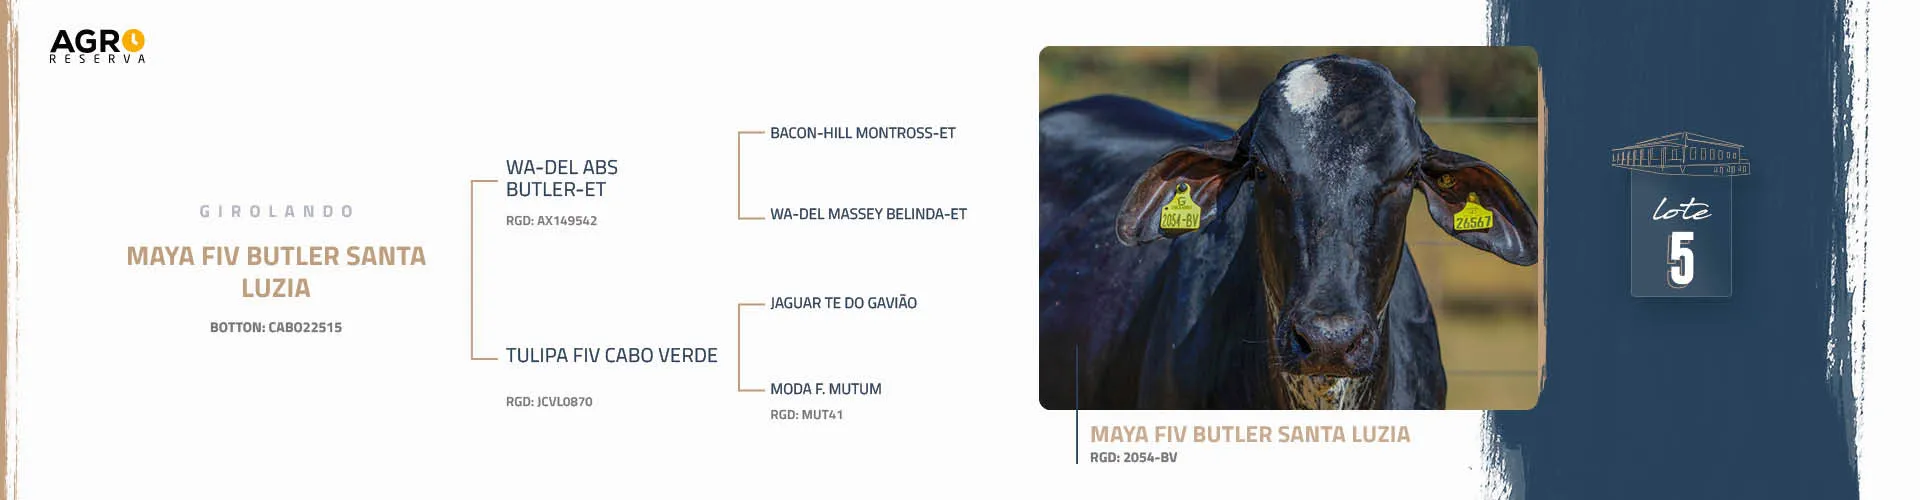 AGRO
RESERVA
GIROLANDO
MAYA FIV BUTLER SANTA
LUZIA
BOTTON: CABO22515
WA-DEL ABS
BUTLER-ET
RGD: AX149542
TULIPA FIV CABO VERDE
RGD: JCVL0870
BACON-HILL MONTROSS-ET
WA-DEL MASSEY BELINDA-ET
JAGUAR TE DO GAVIÃO
MODA F. MUTUM
RGD: MUT41
G
GIROLANDO
2054-BV
26567
MAYA FIV BUTLER SANTA LUZIA
RGD: 2054-BV
lote
5